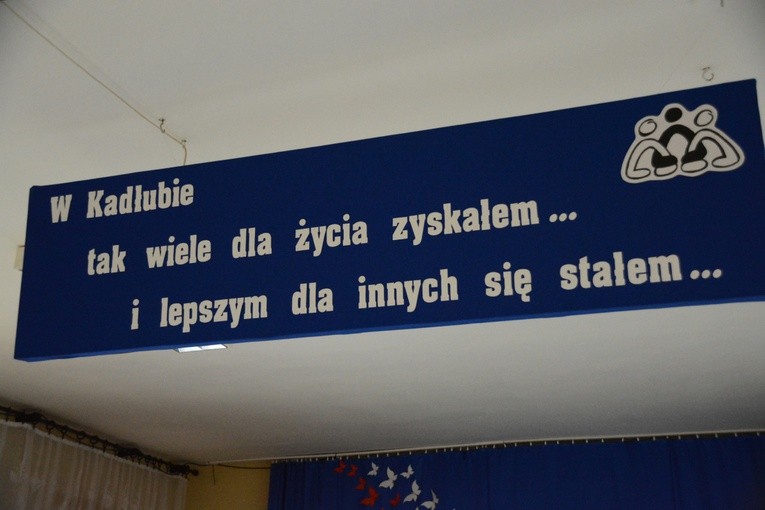 W Kadłubie
tak wiele dla życia zyskałem...
i lepszym dla innych się stałem...